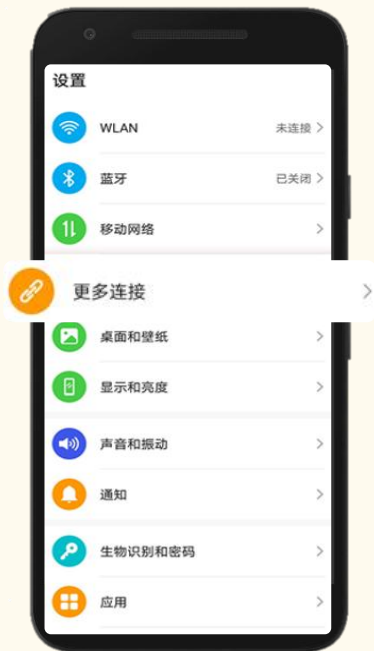 设置
WLAN 未连接
蓝牙 已关闭
移动网络
更多连接
桌面和壁纸
显示和亮度
声音和振动
通知
生物识别和密码
应用